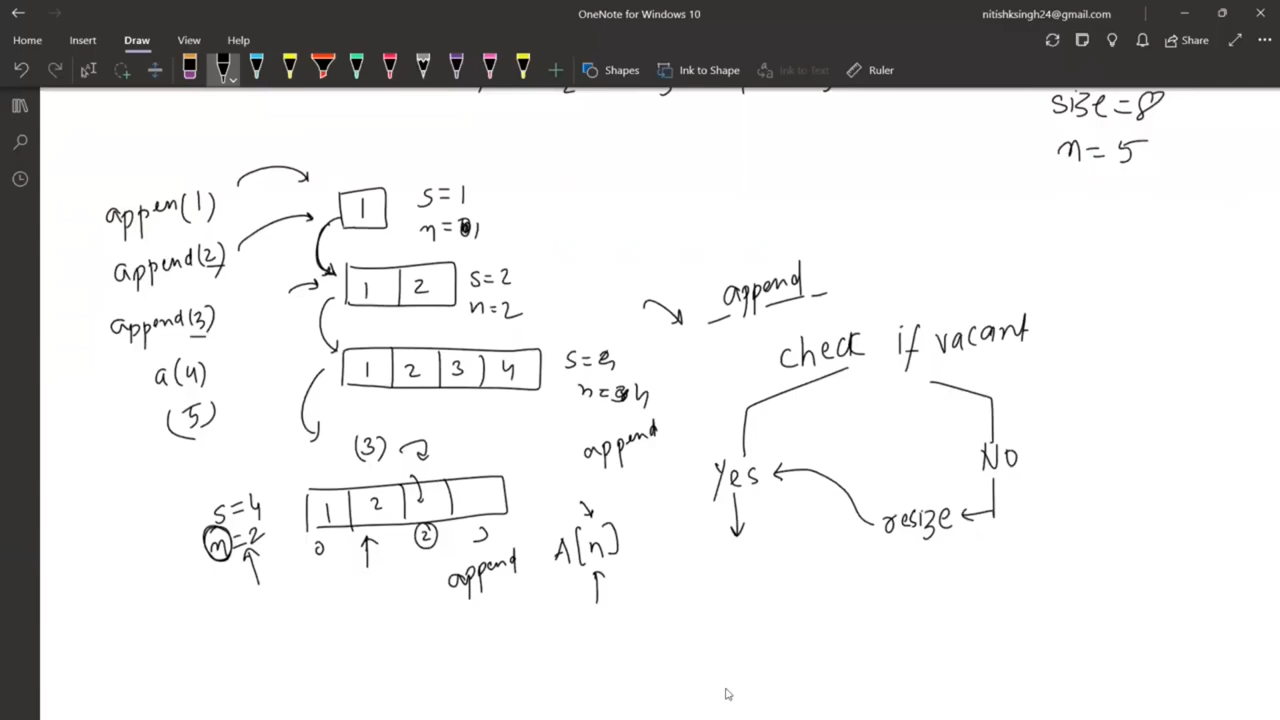 OneNote for Windows 10
nitishksingh24@gmail.com
Home Insert Draw View Help
Share
Shapes Ink to Shape Ink to Text Ruler
size = 8
n = 5
appen(1)
append(2)
append(3)
a(4)
(5)
1
s = 1
n =
1 2
s = 2
n = 2
1 2 3 4
s =
n =
append
(3)
s = 4
n = 2
1 2
0
2
append
A[n]
append
check if vacant
Yes
No
resize